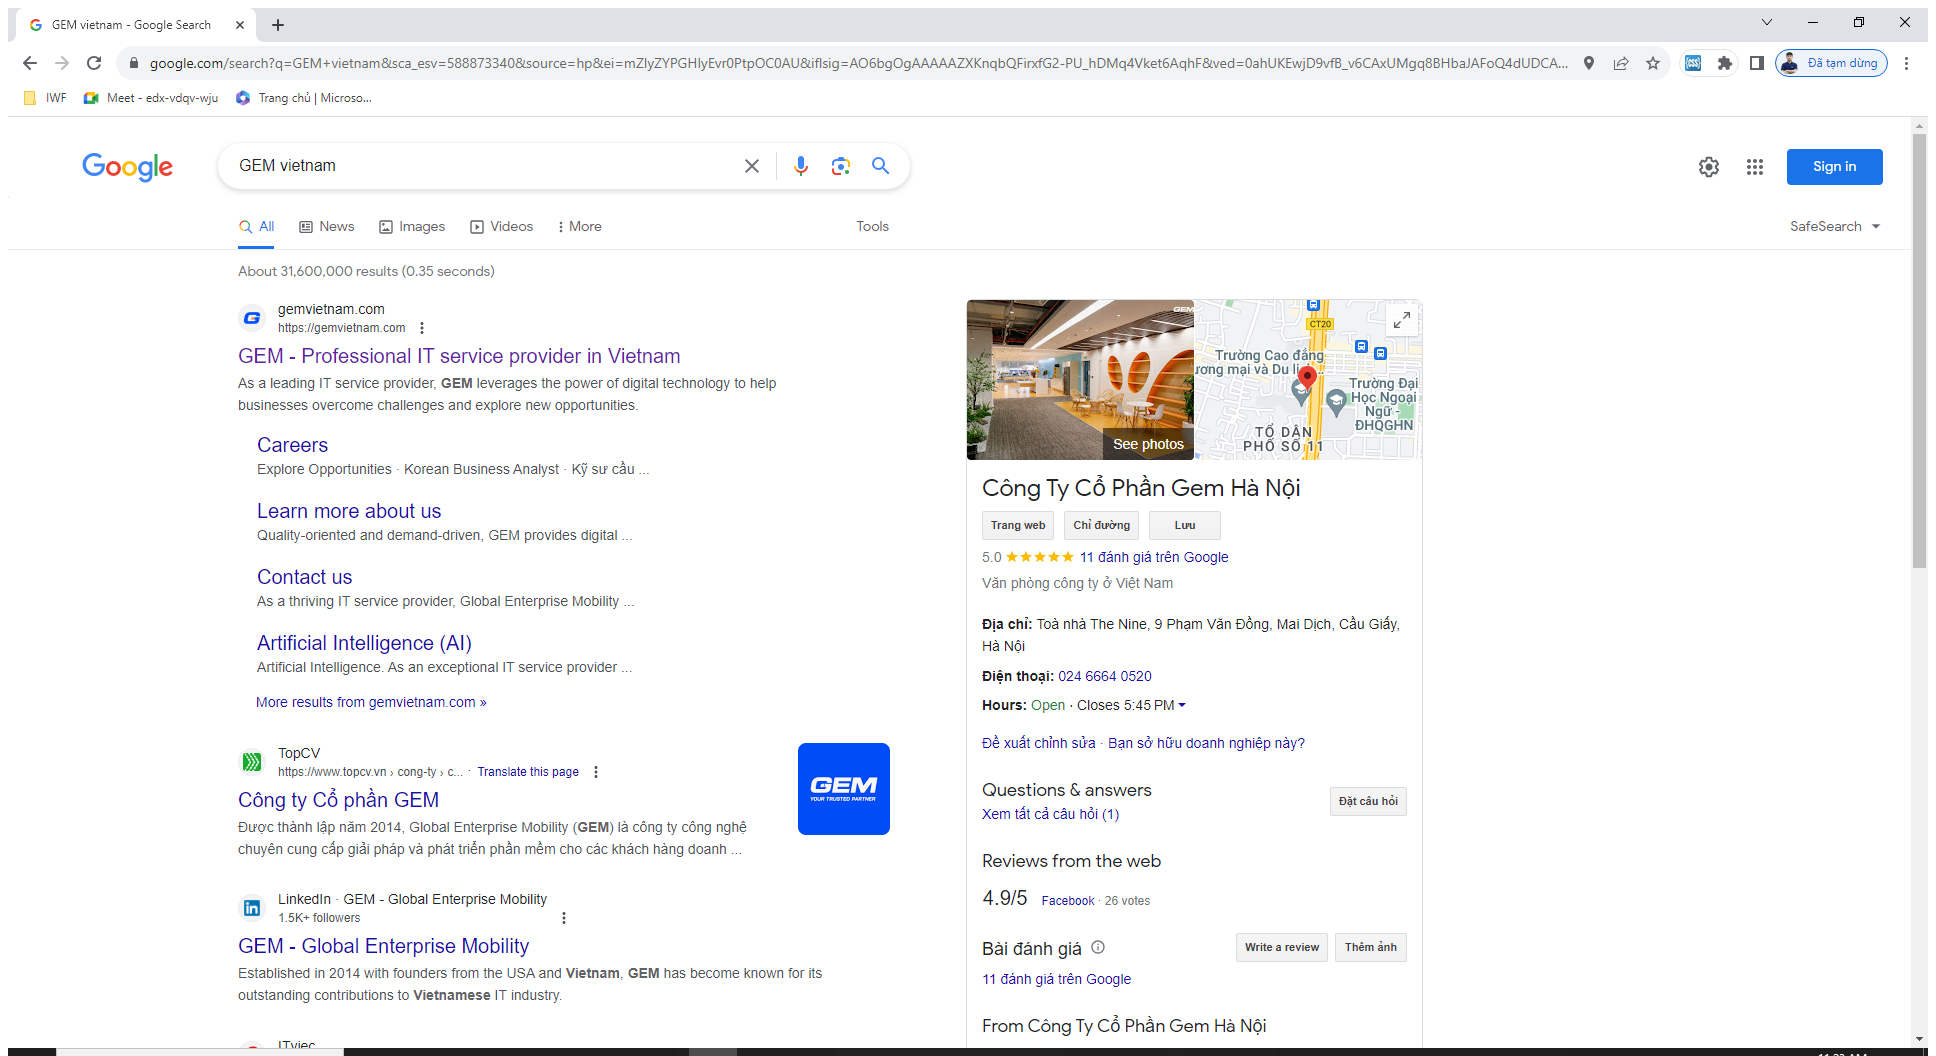 GEM vietnam - Google Search
google.com/search?q=GEM+vietnam&sca_esv=588873340&source=hp&ei=mZIyZYPGHIyEvr0PtpOC0AU&iflsig=AO6bgOgAAAAAZXKnqbQFirxfG2-PU_hDMq4Vket6AqhF&ved=0ahUKEwjD9vfB_v6CAxUMgq8BHbaJAFoQ4dUDCA...
Đã tạm dừng
IWF
Meet - edx-vdqv-wju
Trang chủ | Microso...
Google
GEM vietnam
Sign in
All
News
Images
Videos
More
Tools
SafeSearch
About 31,600,000 results (0.35 seconds)
gemvietnam.com
https://gemvietnam.com
GEM - Professional IT service provider in Vietnam
As a leading IT service provider, GEM leverages the power of digital technology to help
businesses overcome challenges and explore new opportunities.
Careers
Explore Opportunities · Korean Business Analyst · Kỹ sư cầu ...
Learn more about us
Quality-oriented and demand-driven, GEM provides digital ...
Contact us
As a thriving IT service provider, Global Enterprise Mobility ...
Artificial Intelligence (AI)
Artificial Intelligence. As an exceptional IT service provider ...
More results from gemvietnam.com »
TopCV
https://www.topcv.vn › cong-ty › c... · Translate this page
Công ty Cổ phần GEM
Được thành lập năm 2014, Global Enterprise Mobility (GEM) là công ty công nghệ
chuyên cung cấp giải pháp và phát triển phần mềm cho các khách hàng doanh ...
GEM
YOUR TRUSTED PARTNER
LinkedIn · GEM - Global Enterprise Mobility
1.5K+ followers
GEM - Global Enterprise Mobility
Established in 2014 with founders from the USA and Vietnam, GEM has become known for its
outstanding contributions to Vietnamese IT industry.
ITviec
GEM
See photos
CT20
Trường Cao đẳng
ương mại và Du lị...
Trường Đại
Học Ngoại
Ngữ -
ĐHQGHN
TỔ DÂN
PHỐ SỐ 11
Công Ty Cổ Phần Gem Hà Nội
Trang web
Chỉ đường
Lưu
5.0 ★★★★★ 11 đánh giá trên Google
Văn phòng công ty ở Việt Nam
Địa chỉ: Toà nhà The Nine, 9 Phạm Văn Đồng, Mai Dịch, Cầu Giấy,
Hà Nội
Điện thoại: 024 6664 0520
Hours: Open · Closes 5:45 PM
Đề xuất chỉnh sửa · Bạn sở hữu doanh nghiệp này?
Questions & answers
Xem tất cả câu hỏi (1)
Đặt câu hỏi
Reviews from the web
4.9/5 Facebook · 26 votes
Bài đánh giá
Write a review
Thêm ảnh
11 đánh giá trên Google
From Công Ty Cổ Phần Gem Hà Nội